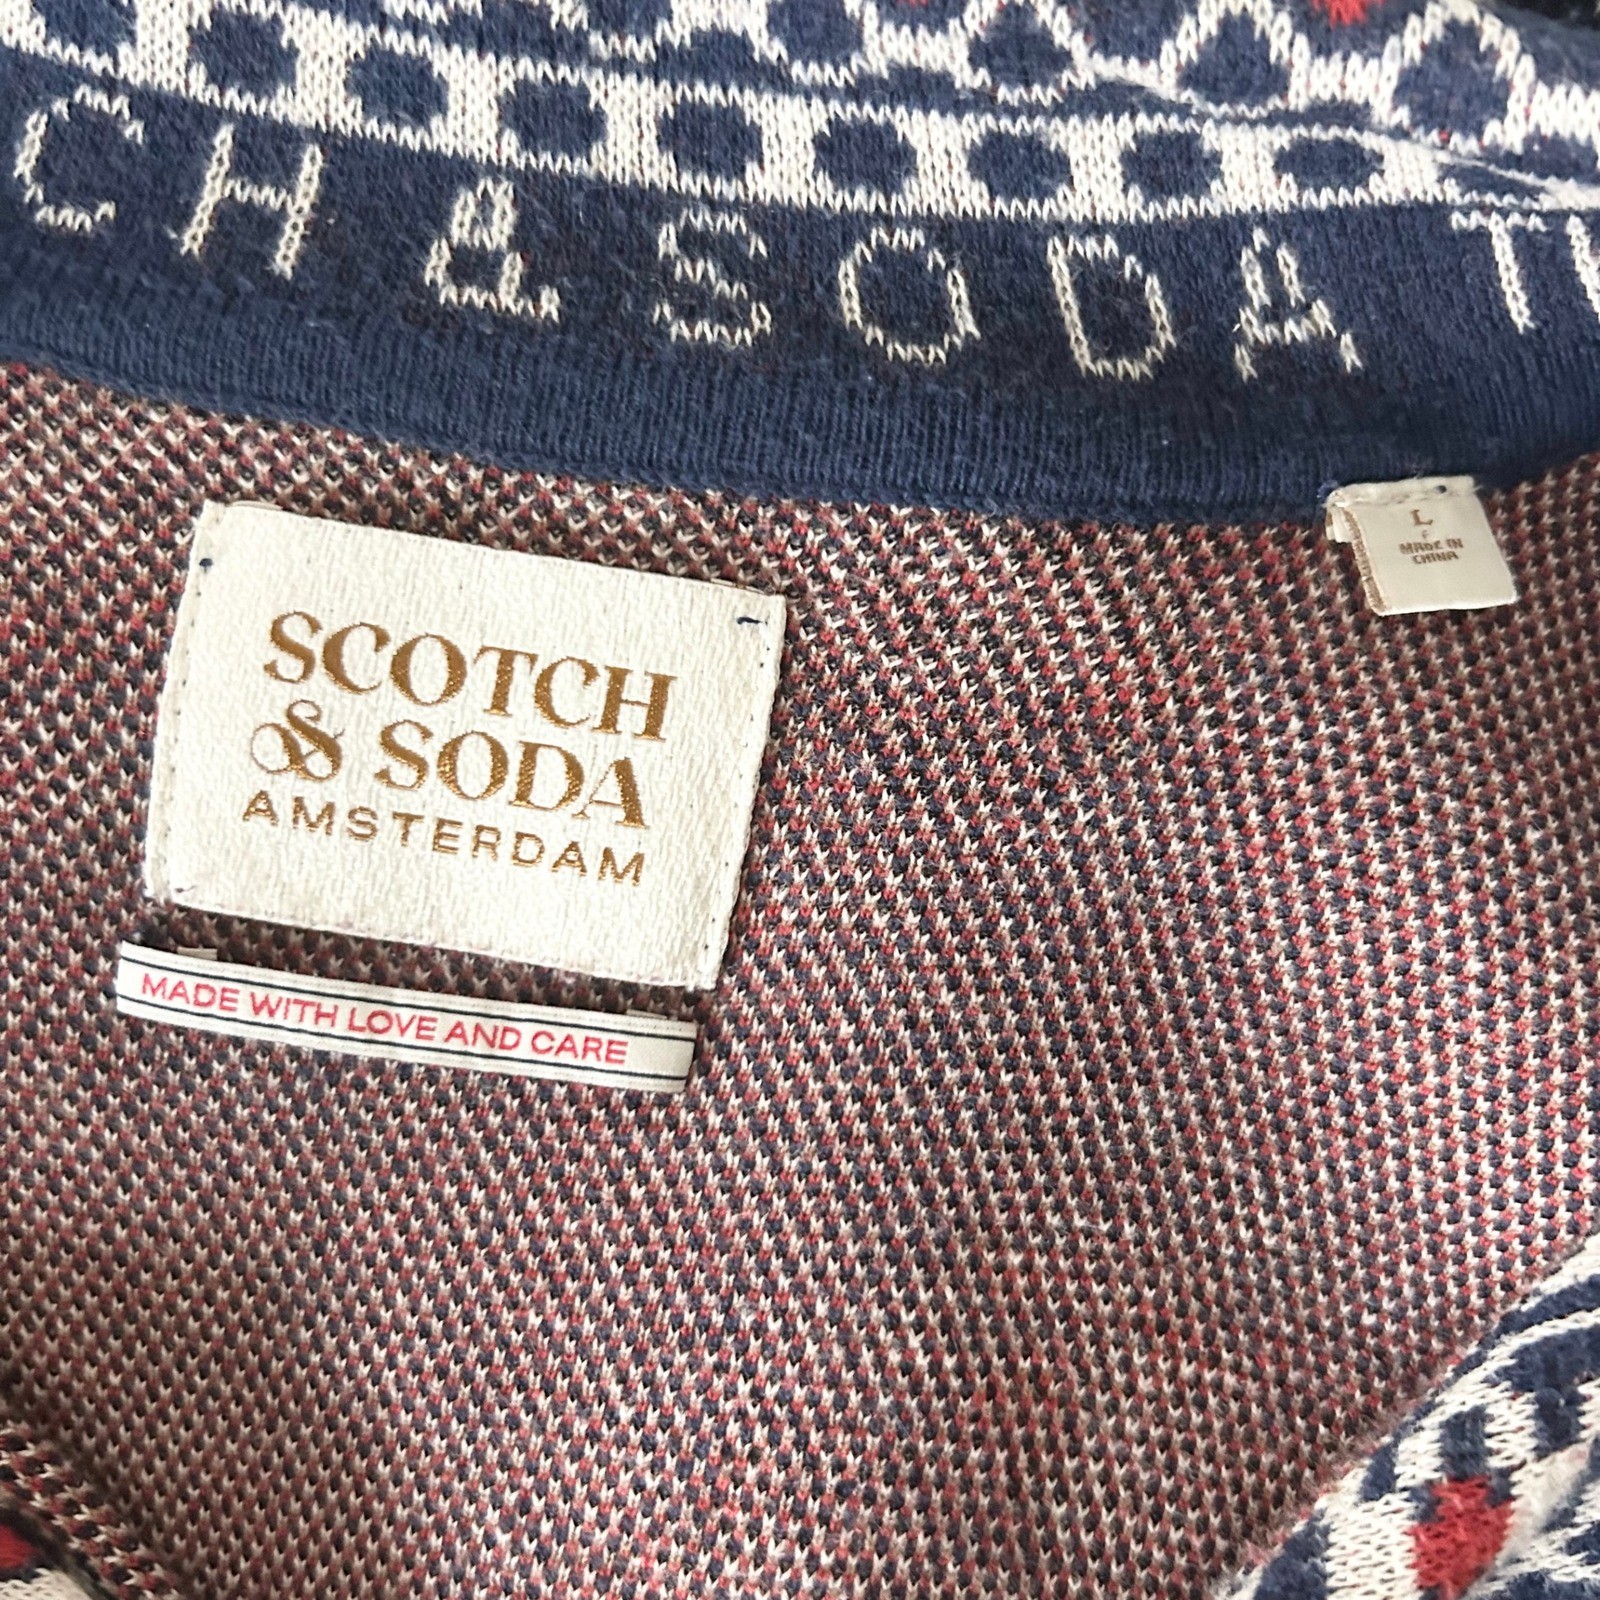 CH & SODA
L
MADE IN
CHINA
SCOTCH
& SODA
AMSTERDAM
MADE WITH LOVE AND CARE